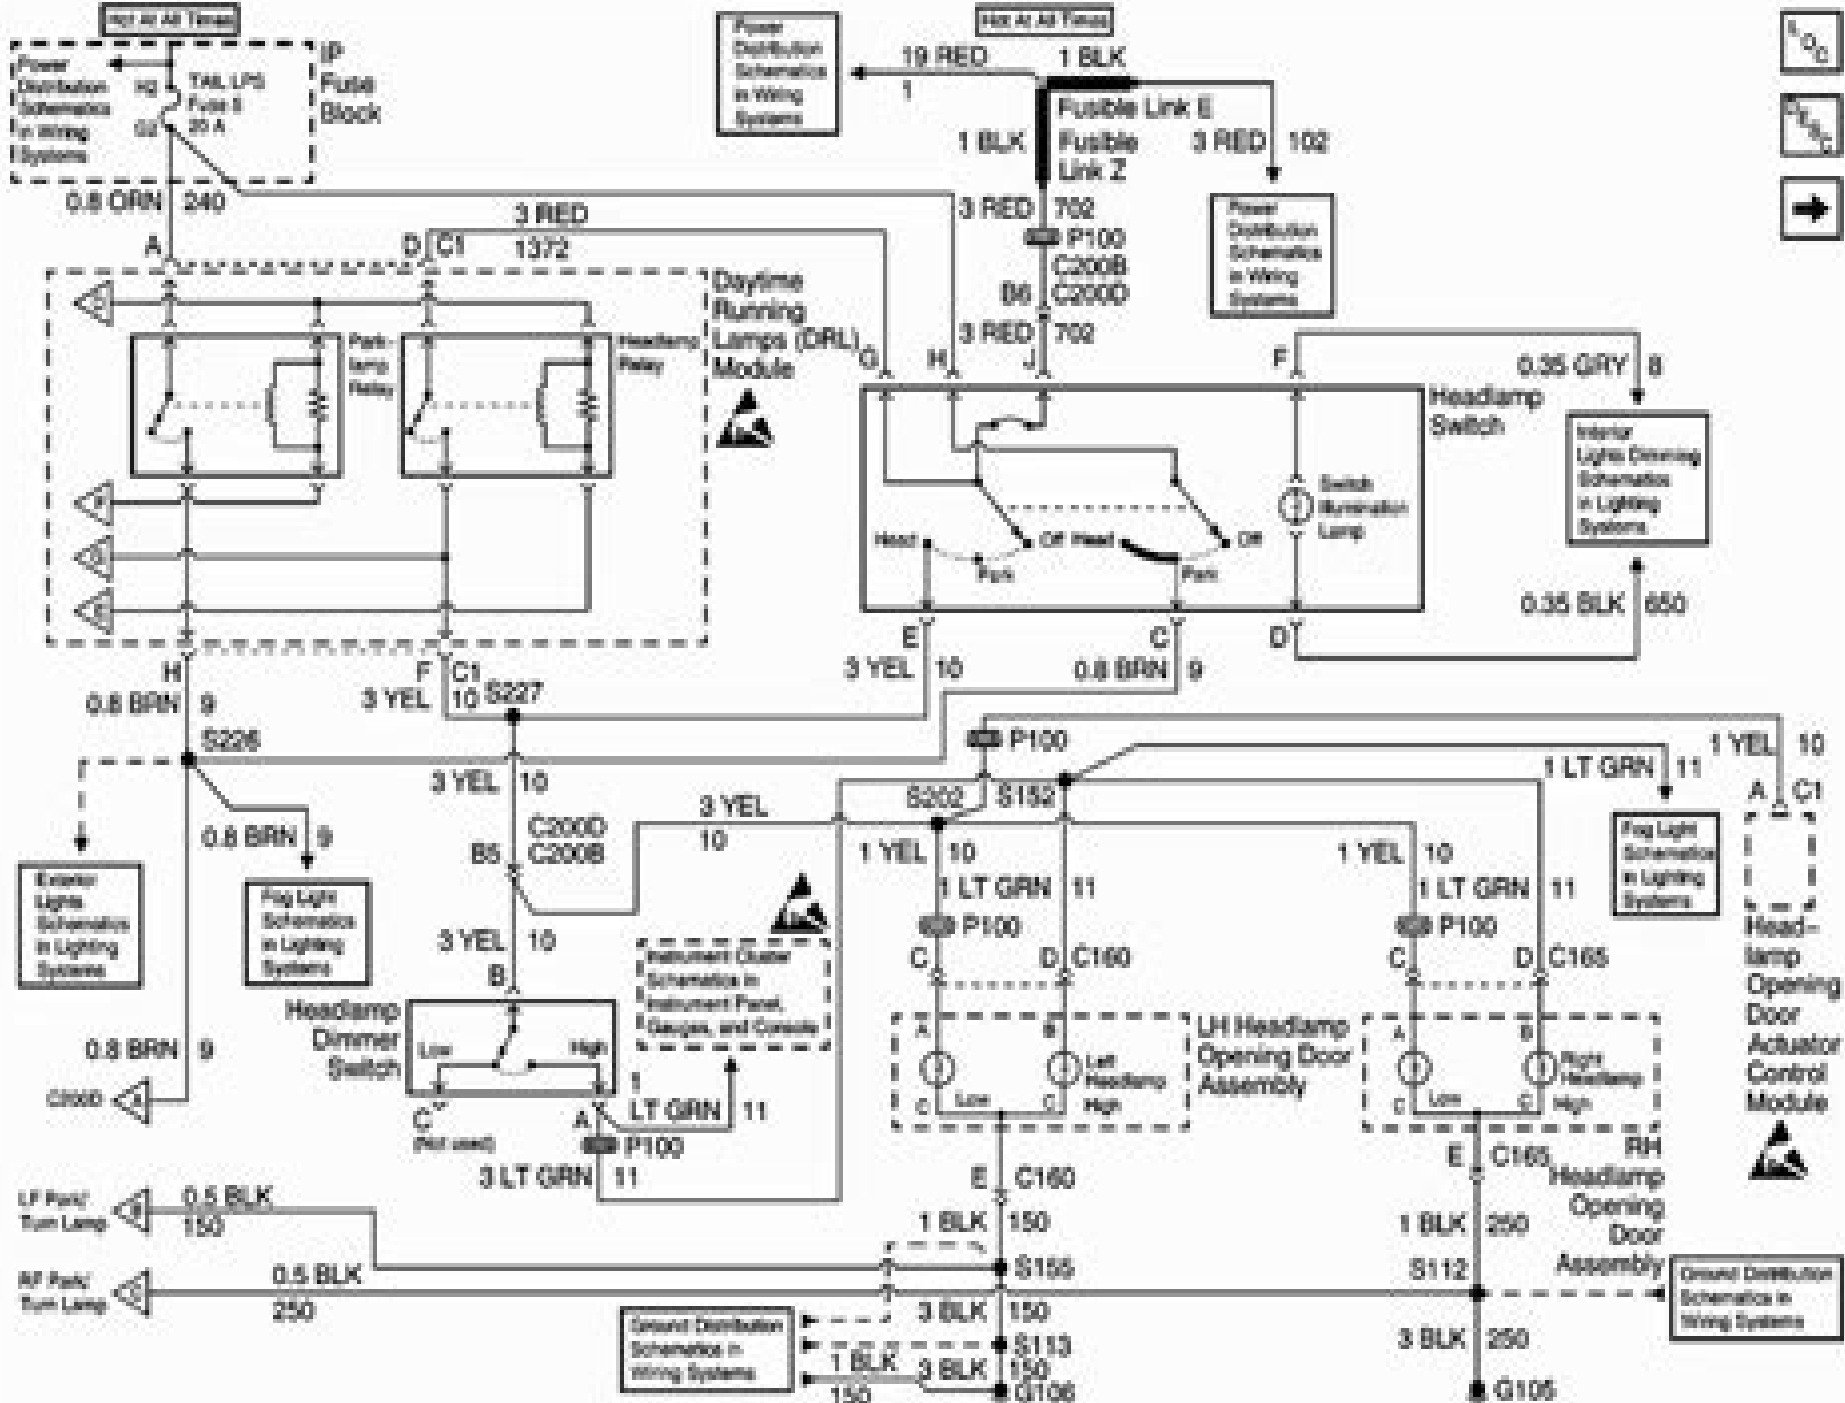 Hot At All Times
Power
Distribution
Schematics
in Wiring
Systems
H2
G2
TAIL LPS
Fuse 5
20 A
IP
Fuse
Block
0.8 ORN 240
A
D C1
3 RED
1372
Power
Distribution
Schematics
in Wiring
Systems
Hot At All Times
19 RED
1
1 BLK
Fusible Link E
1 BLK
Fusible
Link Z
3 RED 102
3 RED 702
P100
C200B
B6 C200D
3 RED 702
Power
Distribution
Schematics
in Wiring
Systems
L O C
D E S C
Daytime
Running
Lamps (DRL)
Module
Park-
lamp
Relay
Headlamp
Relay
G
H
J
F
0.35 GRY 8
Headlamp
Switch
Interior
Lights Dimming
Schematics
in Lighting
Systems
Switch
Illumination
Lamp
Head
Off
Park
Head
Off
Park
0.35 BLK 650
E
C
D
3 YEL 10
0.8 BRN 9
H
0.8 BRN 9
F C1
3 YEL 10
S227
S226
3 YEL 10
C200D
B5 C200B
3 YEL 10
B
3 YEL
10
0.8 BRN 9
Exterior
Lights
Schematics
in Lighting
Systems
Fog Light
Schematics
in Lighting
Systems
0.8 BRN 9
C200D
Headlamp
Dimmer
Switch
Low
High
C
(Not used)
A
P100
3 LT GRN 11
1
LT GRN 11
Instrument Cluster
Schematics in
Instrument Panel,
Gauges, and Console
P100
S202
S152
1 YEL 10
1 LT GRN 11
P100
C
D C160
1 YEL 10
1 LT GRN 11
P100
C
D C165
1 LT GRN 11
1 YEL 10
A C1
Fog Light
Schematics
in Lighting
Systems
Head-
lamp
Opening
Door
Actuator
Control
Module
A
B
Left
Headlamp
High
Low
C
C
LH Headlamp
Opening Door
Assembly
A
B
Right
Headlamp
High
Low
C
C
RH
Headlamp
Opening
Door
Assembly
E C160
1 BLK 150
S155
3 BLK 150
S113
3 BLK 150
G106
E C165
1 BLK 250
S112
3 BLK 250
G105
LF Park/
Turn Lamp
0.5 BLK
150
RF Park/
Turn Lamp
0.5 BLK
250
Ground Distribution
Schematics in
Wiring Systems
1 BLK
150
Ground Distribution
Schematics in
Wiring Systems